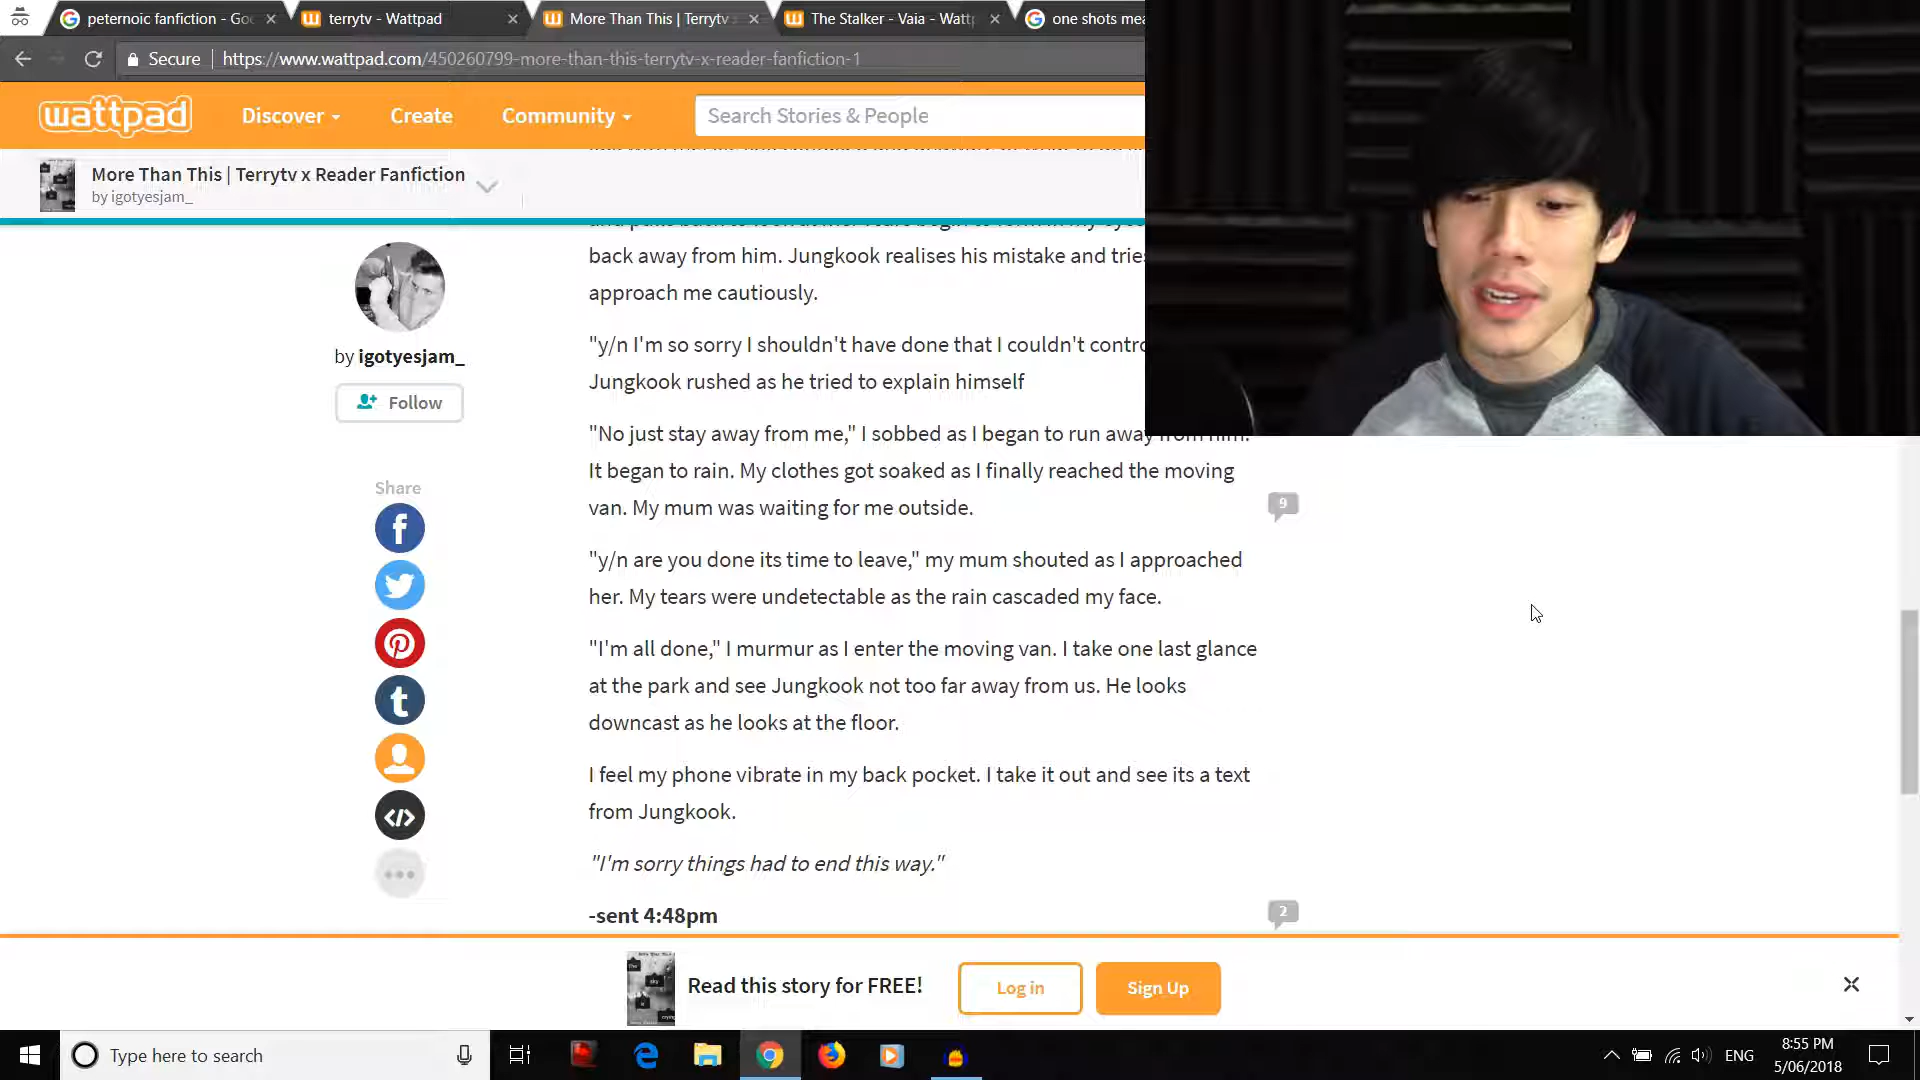 peternoic fanfiction - Goo
terrytv - Wattpad
More Than This | Terrytv
The Stalker - Vaia - Wattp
one shots mea
Secure
https://www.wattpad.com/450260799-more-than-this-terrytv-x-reader-fanfiction-1
wattpad
Discover
Create
Community
Search Stories & People
More Than This | Terrytv x Reader Fanfiction
by igotyesjam_
back away from him. Jungkook realises his mistake and tries
approach me cautiously.
by igotyesjam_
"y/n I'm so sorry I shouldn't have done that I couldn't contro
Jungkook rushed as he tried to explain himself
Follow
"No just stay away from me," I sobbed as I began to run away from him.
It began to rain. My clothes got soaked as I finally reached the moving
van. My mum was waiting for me outside.
9
Share
f
"y/n are you done its time to leave," my mum shouted as I approached
her. My tears were undetectable as the rain cascaded my face.
"I'm all done," I murmur as I enter the moving van. I take one last glance
at the park and see Jungkook not too far away from us. He looks
downcast as he looks at the floor.
t
I feel my phone vibrate in my back pocket. I take it out and see its a text
from Jungkook.
</>
"I'm sorry things had to end this way."
-sent 4:48pm
2
Read this story for FREE!
Log in
Sign Up
Type here to search
ENG
8:55 PM
5/06/2018